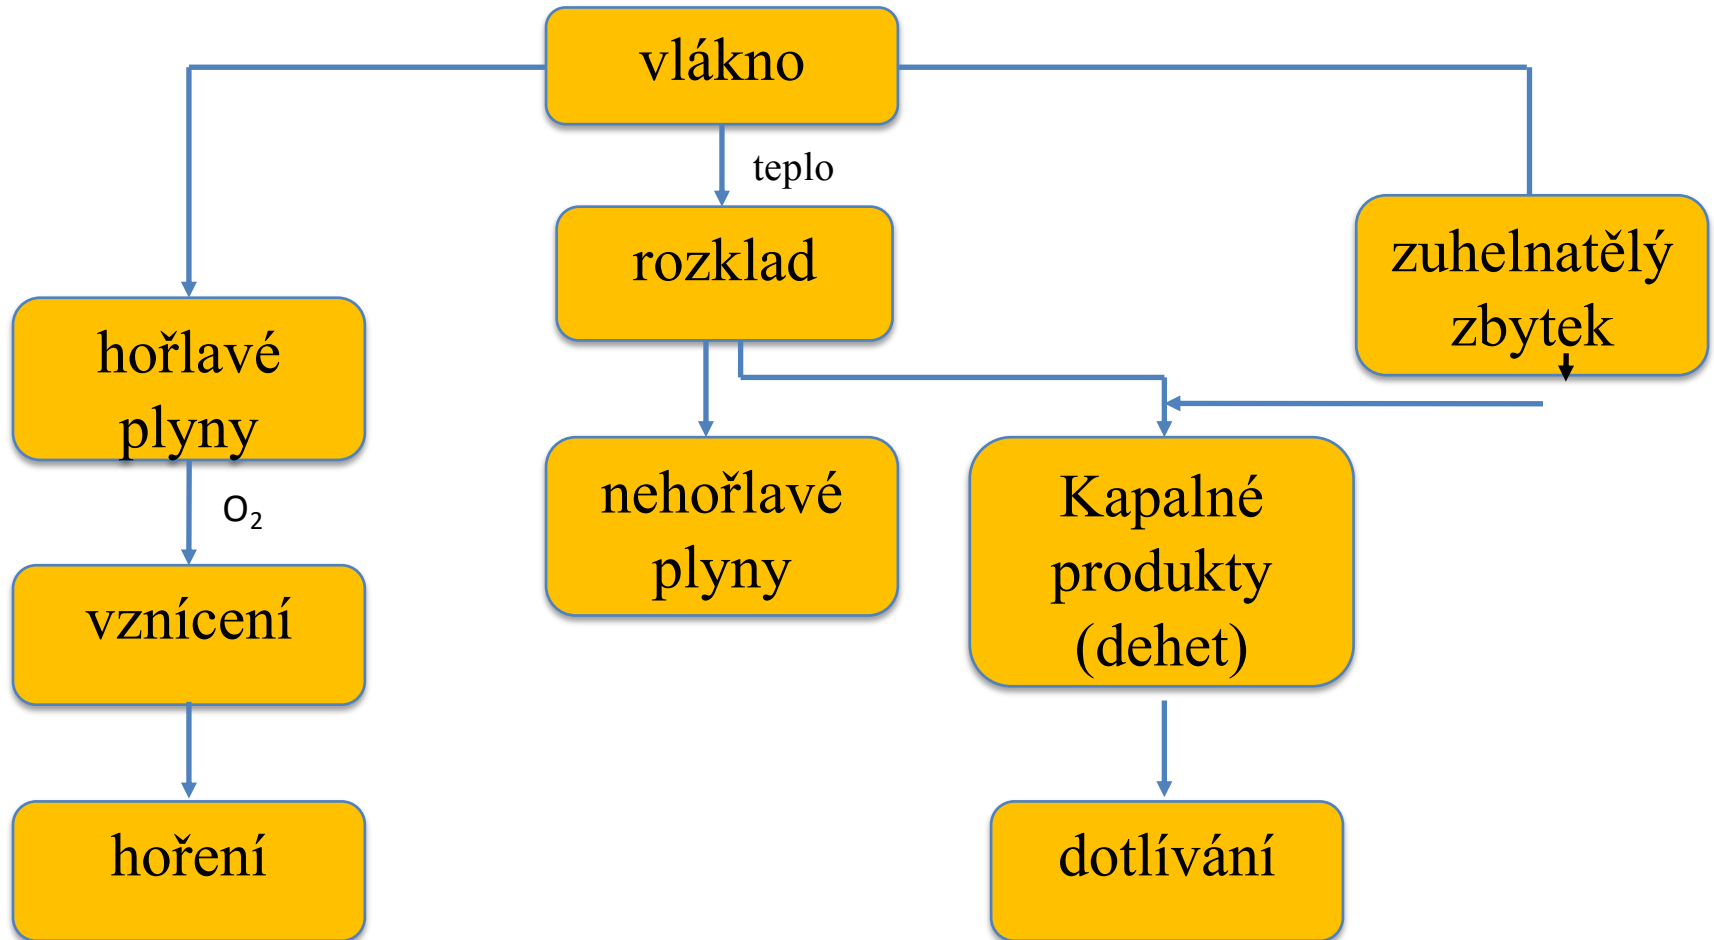 vlákno
teplo
rozklad
zuhelnatělý
zbytek
hořlavé
plyny
O₂
nehořlavé
plyny
Kapalné
produkty
(dehet)
vznícení
hoření
dotlívání